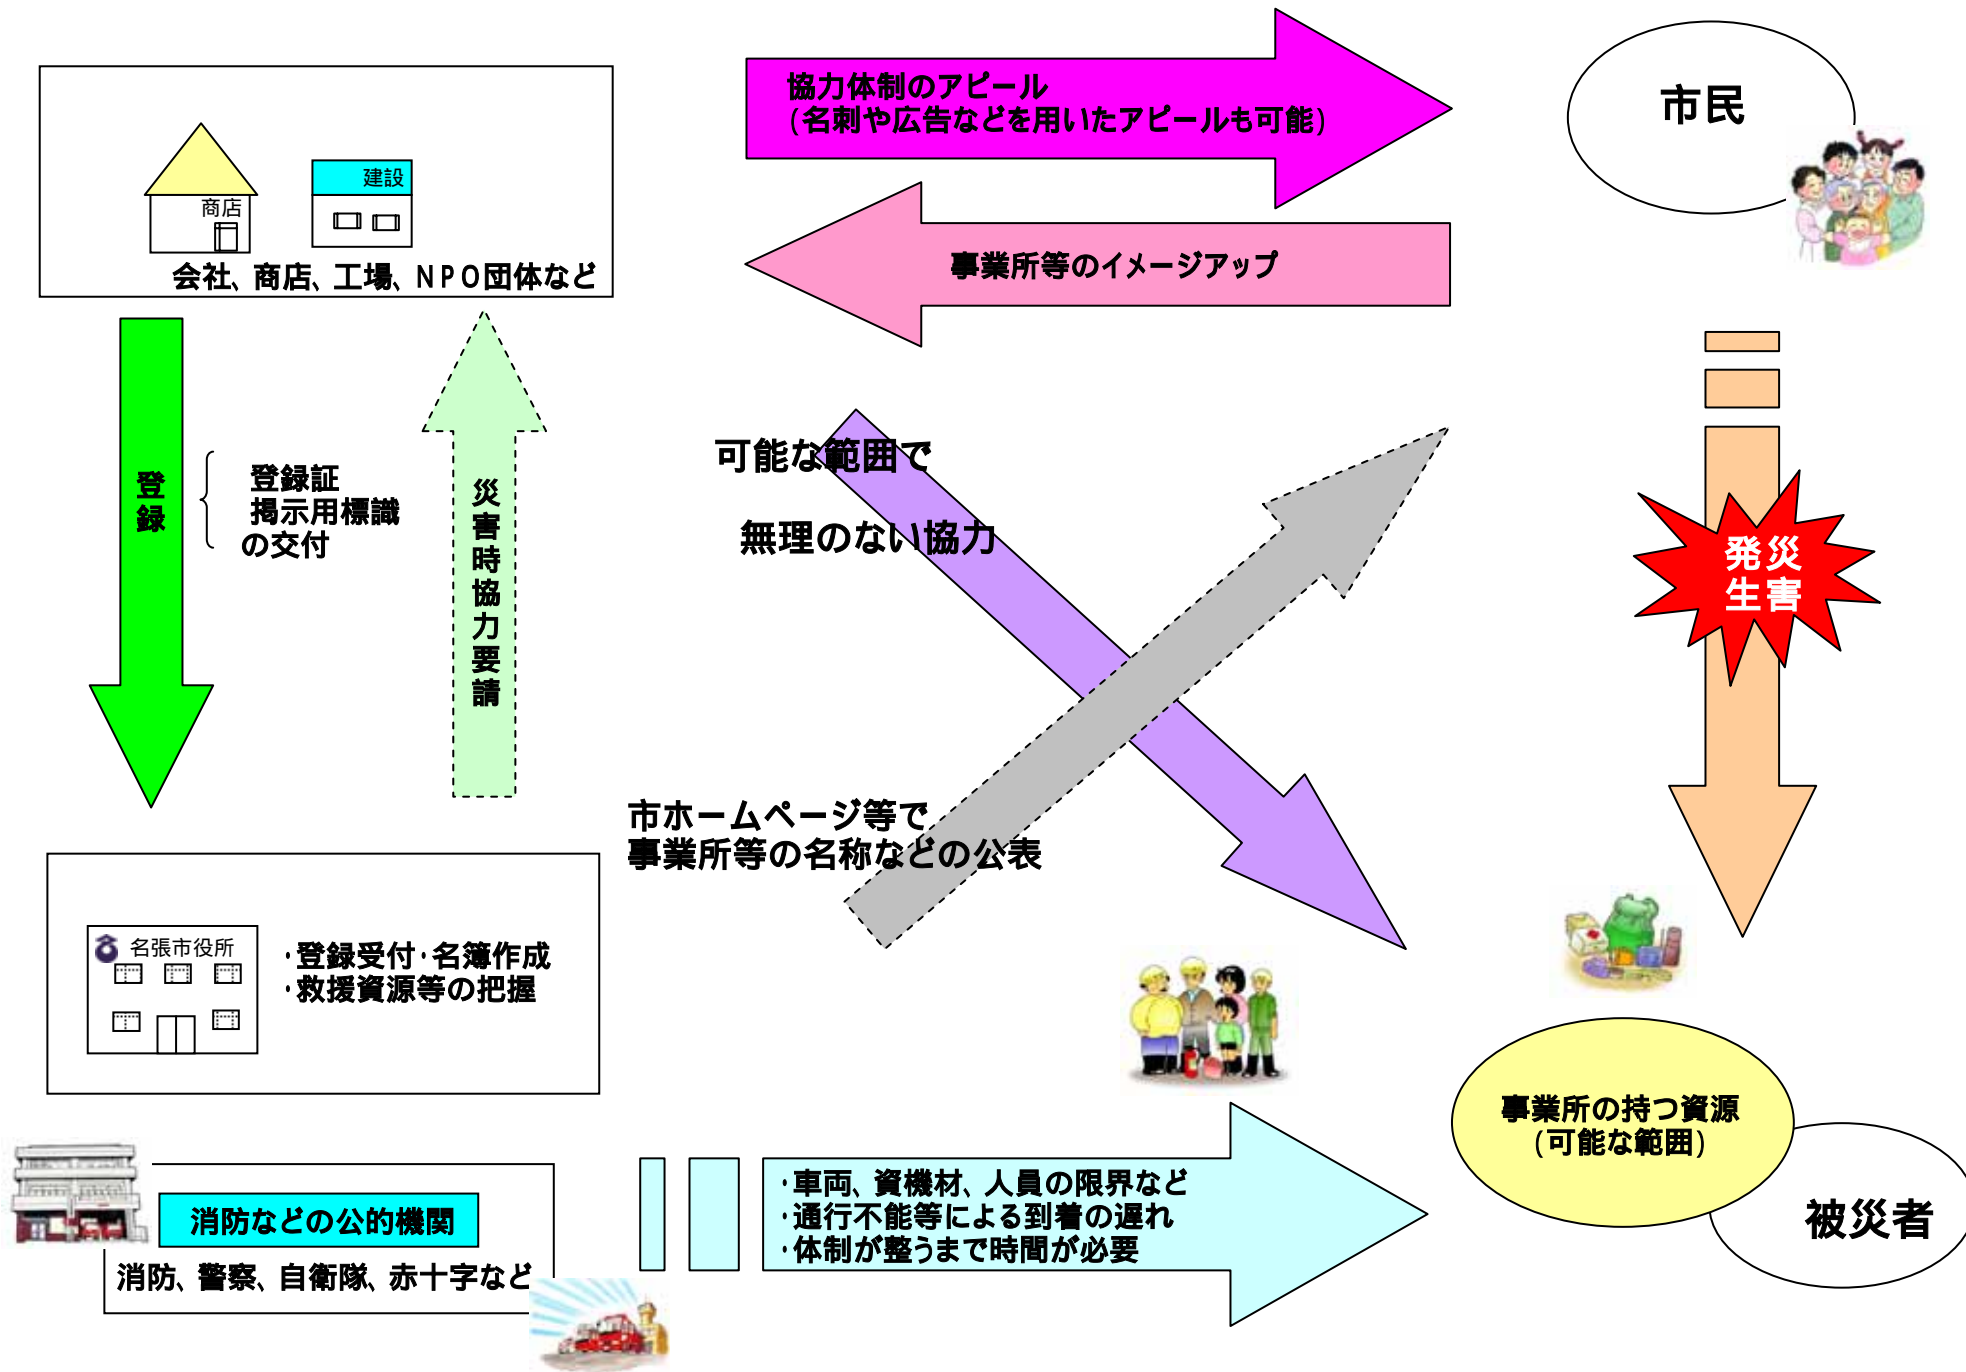 協力体制のアピール
(名刺や広告などを用いたアピールも可能)
市民
建設
商店
会社、商店、工場、NPO団体など
事業所等のイメージアップ
登録
登録証
掲示用標識
の交付
災害時協力要請
可能な範囲で
無理のない協力
発災
生害
市ホームページ等で
事業所等の名称などの公表
名張市役所
・登録受付・名簿作成
・救援資源等の把握
事業所の持つ資源
(可能な範囲)
被災者
消防などの公的機関
消防、警察、自衛隊、赤十字など
・車両、資機材、人員の限界など
・通行不能等による到着の遅れ
・体制が整うまで時間が必要